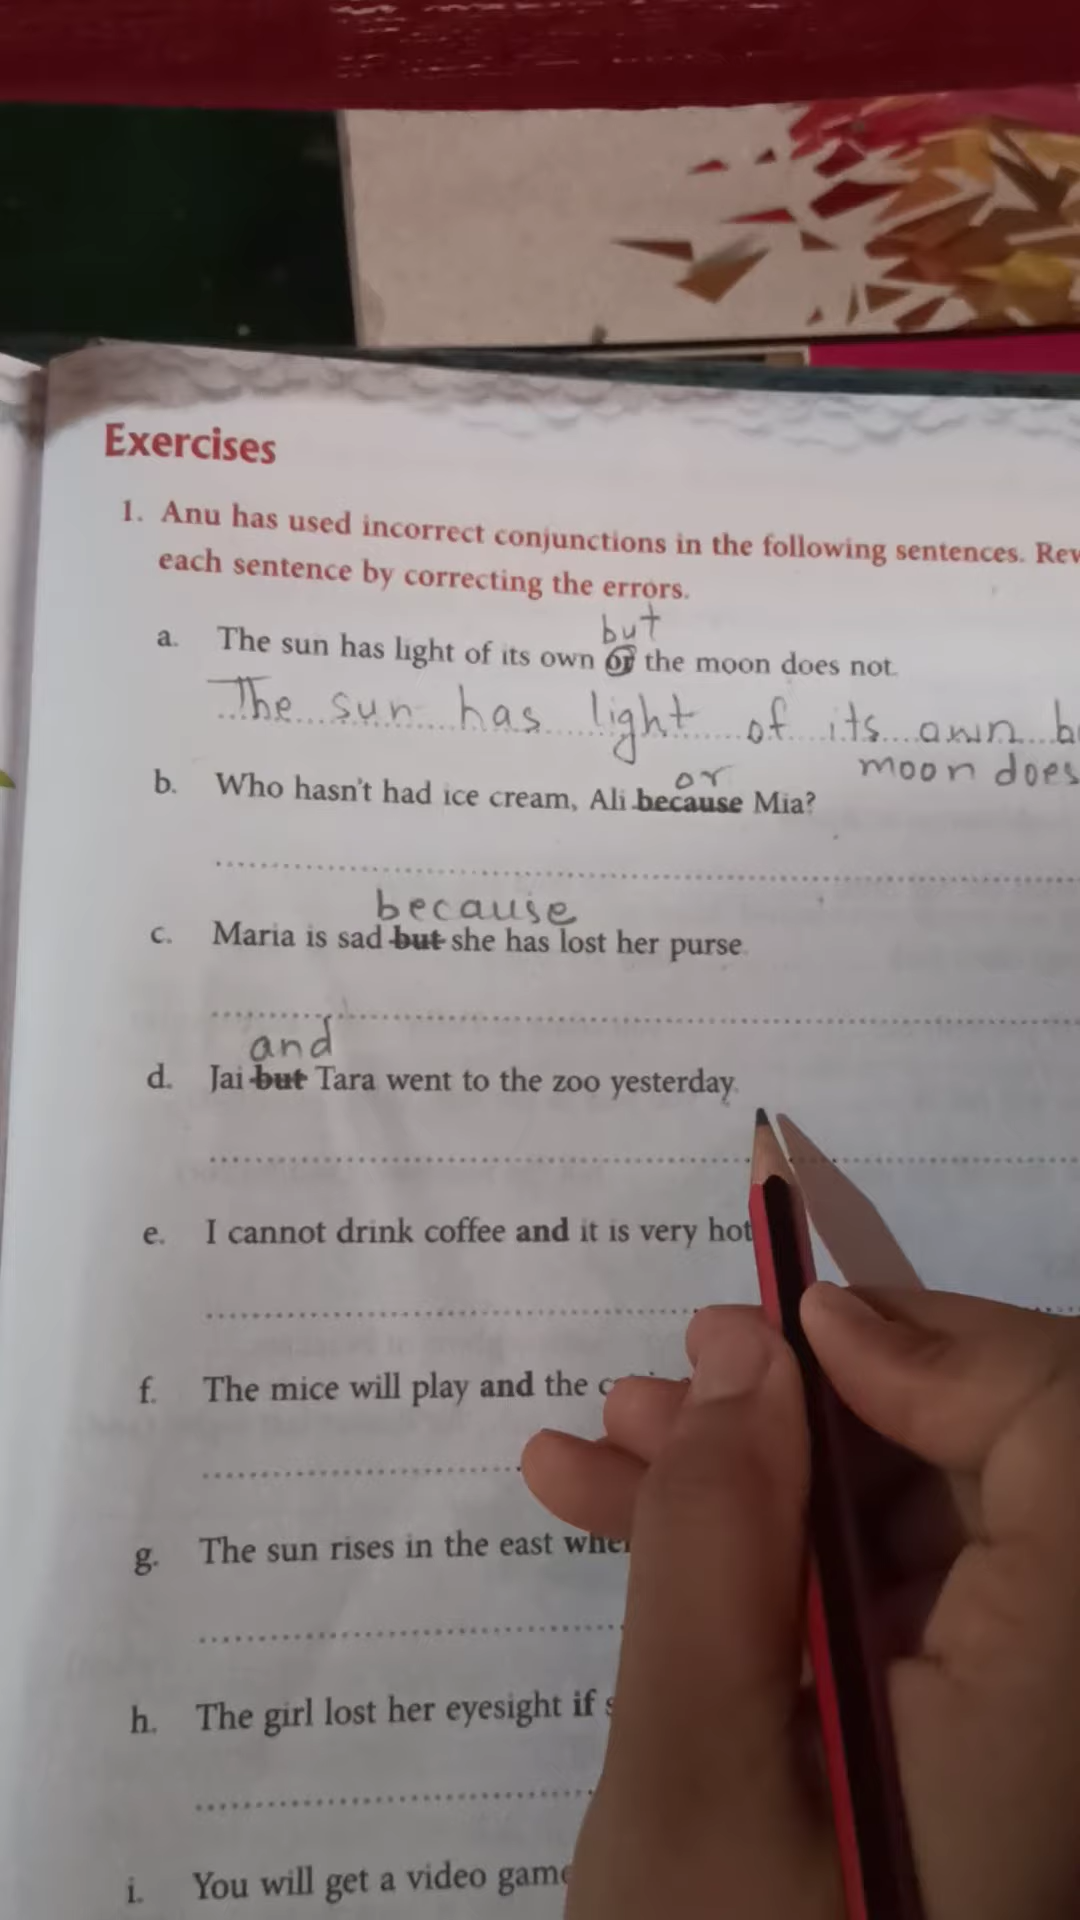 Exercises
1. Anu has used incorrect conjunctions in the following sentences.
each sentence by correcting the errors.
but
a. The sun has light of its own or the moon does not.
The sun has light of its own
moon does
or
b. Who hasn't had ice cream, Ali because Mia?
because
c. Maria is sad but she has lost her purse.
and
d. Jai but Tara went to the zoo yesterday.
e. I cannot drink coffee and it is very hot
f. The mice will play and the
g. The sun rises in the east
h. The girl lost her eyesight if
i. You will get a video game